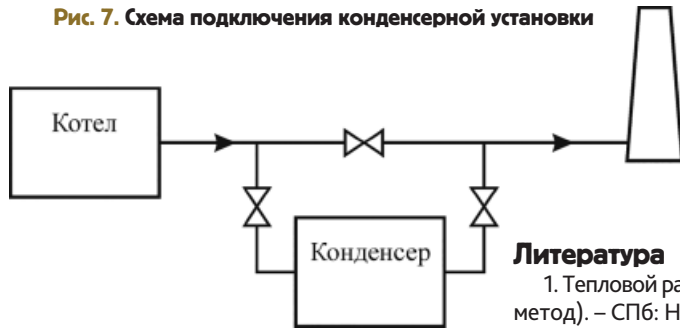 Рис. 7. Схема подключения конденсерной установки
Котел
Конденсер
Литература
1. Тепловой ра
метод). – СПб: Н